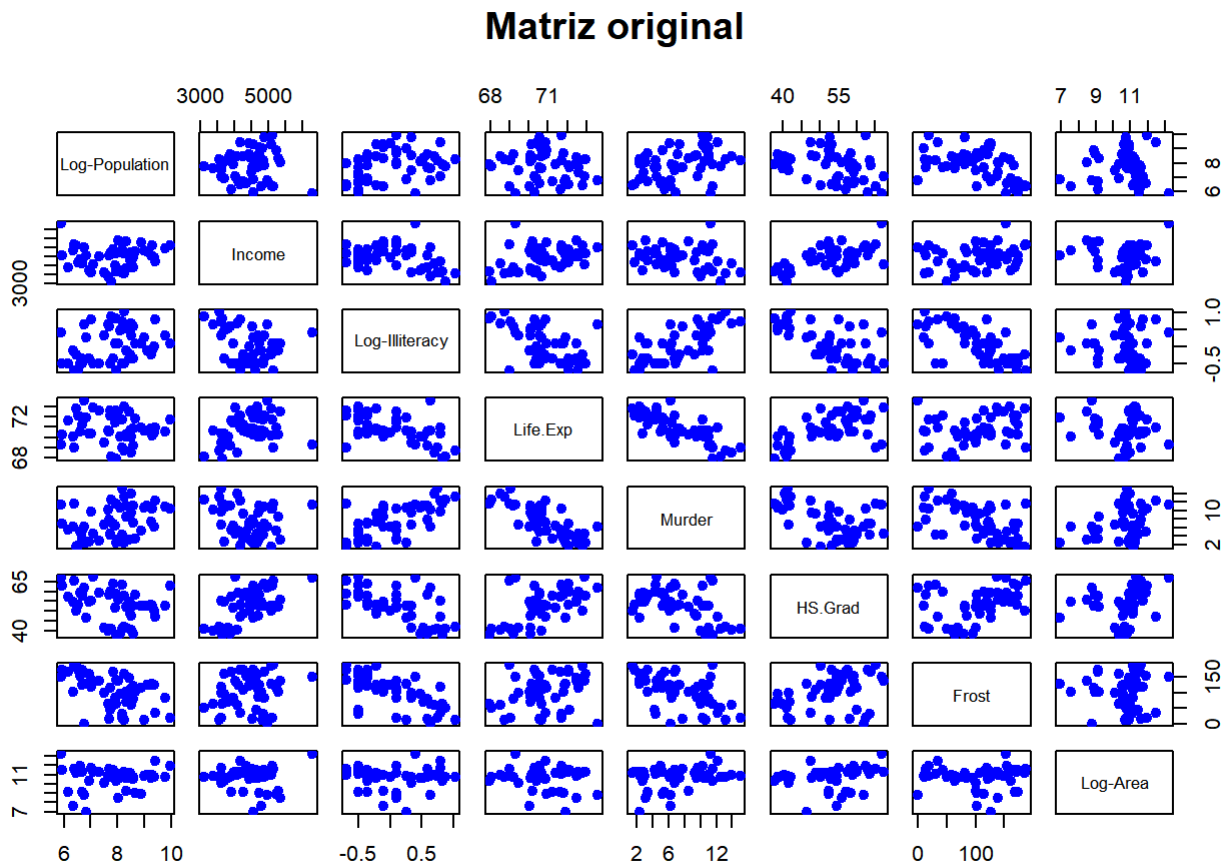 Matriz original
3000 5000 68 71 40 55 7 9 11
Log-Population
6 8
Income
3000
Log-Illiteracy
-0.5 1.0
Life.Exp
68 72
Murder
2 10
HS.Grad
40 65
Frost
0 150
Log-Area
7 11
6 8 10 -0.5 0.5 2 6 12 0 100